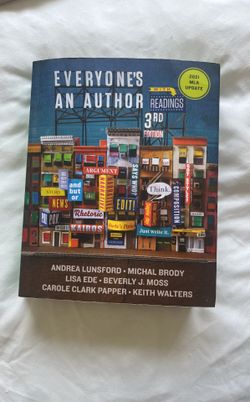 EVERYONE'S
AN AUTHOR
WITH
READINGS
3RD
EDITION
2021
MLA
UPDATE
ARGUMENT
SAYS WHO?
STORY
and
but
or
NEWS
EDIT!
Think
COMPOSITION
Rhetoric
KAIROS
Just write it.
ANDREA LUNSFORD • MICHAL BRODY
LISA EDE • BEVERLY J. MOSS
CAROLE CLARK PAPPER • KEITH WALTERS